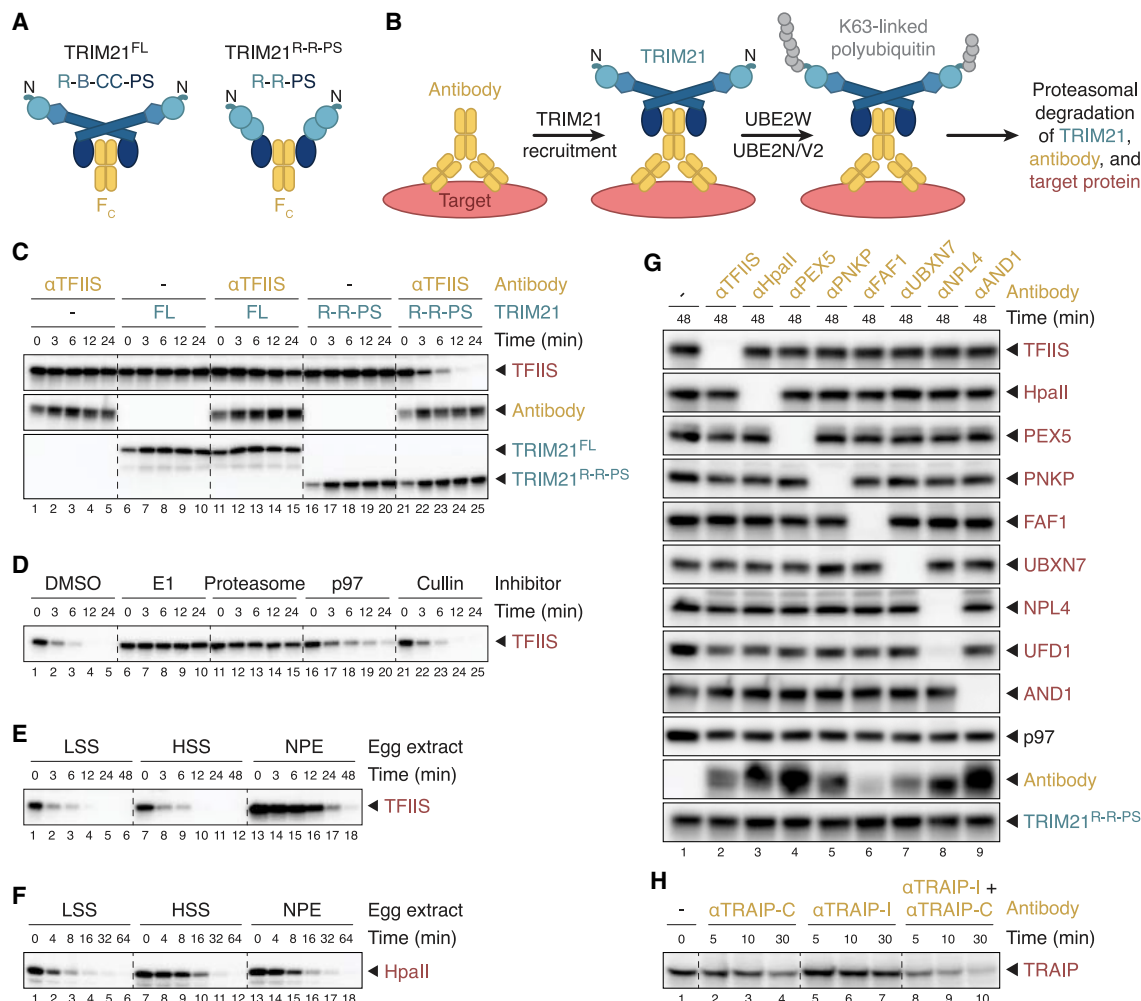 A
TRIM21FL
R-B-CC-PS
N N
FC
TRIM21R-R-PS
R-R-PS
N N
FC
B
Antibody
Target
TRIM21
recruitment
TRIM21
N N
UBE2W
UBE2N/V2
K63-linked
polyubiquitin
N N
Proteasomal
degradation
of TRIM21,
antibody, and
target protein
C
αTFIIS - αTFIIS - αTFIIS Antibody
- FL FL R-R-PS R-R-PS TRIM21
0 3 6 12 24 0 3 6 12 24 0 3 6 12 24 0 3 6 12 24 0 3 6 12 24 Time (min)
TFIIS
Antibody
TRIM21FL
TRIM21R-R-PS
1 2 3 4 5 6 7 8 9 10 11 12 13 14 15 16 17 18 19 20 21 22 23 24 25
D
DMSO E1 Proteasome p97 Cullin Inhibitor
0 3 6 12 24 0 3 6 12 24 0 3 6 12 24 0 3 6 12 24 0 3 6 12 24 Time (min)
TFIIS
1 2 3 4 5 6 7 8 9 10 11 12 13 14 15 16 17 18 19 20 21 22 23 24 25
E
LSS HSS NPE Egg extract
0 3 6 12 24 48 0 3 6 12 24 48 0 3 6 12 24 48 Time (min)
TFIIS
1 2 3 4 5 6 7 8 9 10 11 12 13 14 15 16 17 18
F
LSS HSS NPE Egg extract
0 4 8 16 32 64 0 4 8 16 32 64 0 4 8 16 32 64 Time (min)
HpaII
1 2 3 4 5 6 7 8 9 10 11 12 13 14 15 16 17 18
G
- αTFIIS αHpaII αPEX5 αPNKP αFAF1 αUBXN7 αNPL4 αAND1 Antibody
48 48 48 48 48 48 48 48 48 Time (min)
TFIIS
HpaII
PEX5
PNKP
FAF1
UBXN7
NPL4
UFD1
AND1
p97
Antibody
TRIM21R-R-PS
1 2 3 4 5 6 7 8 9
H
αTRAIP-I +
- αTRAIP-C αTRAIP-I αTRAIP-C Antibody
0 5 10 30 5 10 30 5 10 30 Time (min)
TRAIP
1 2 3 4 5 6 7 8 9 10